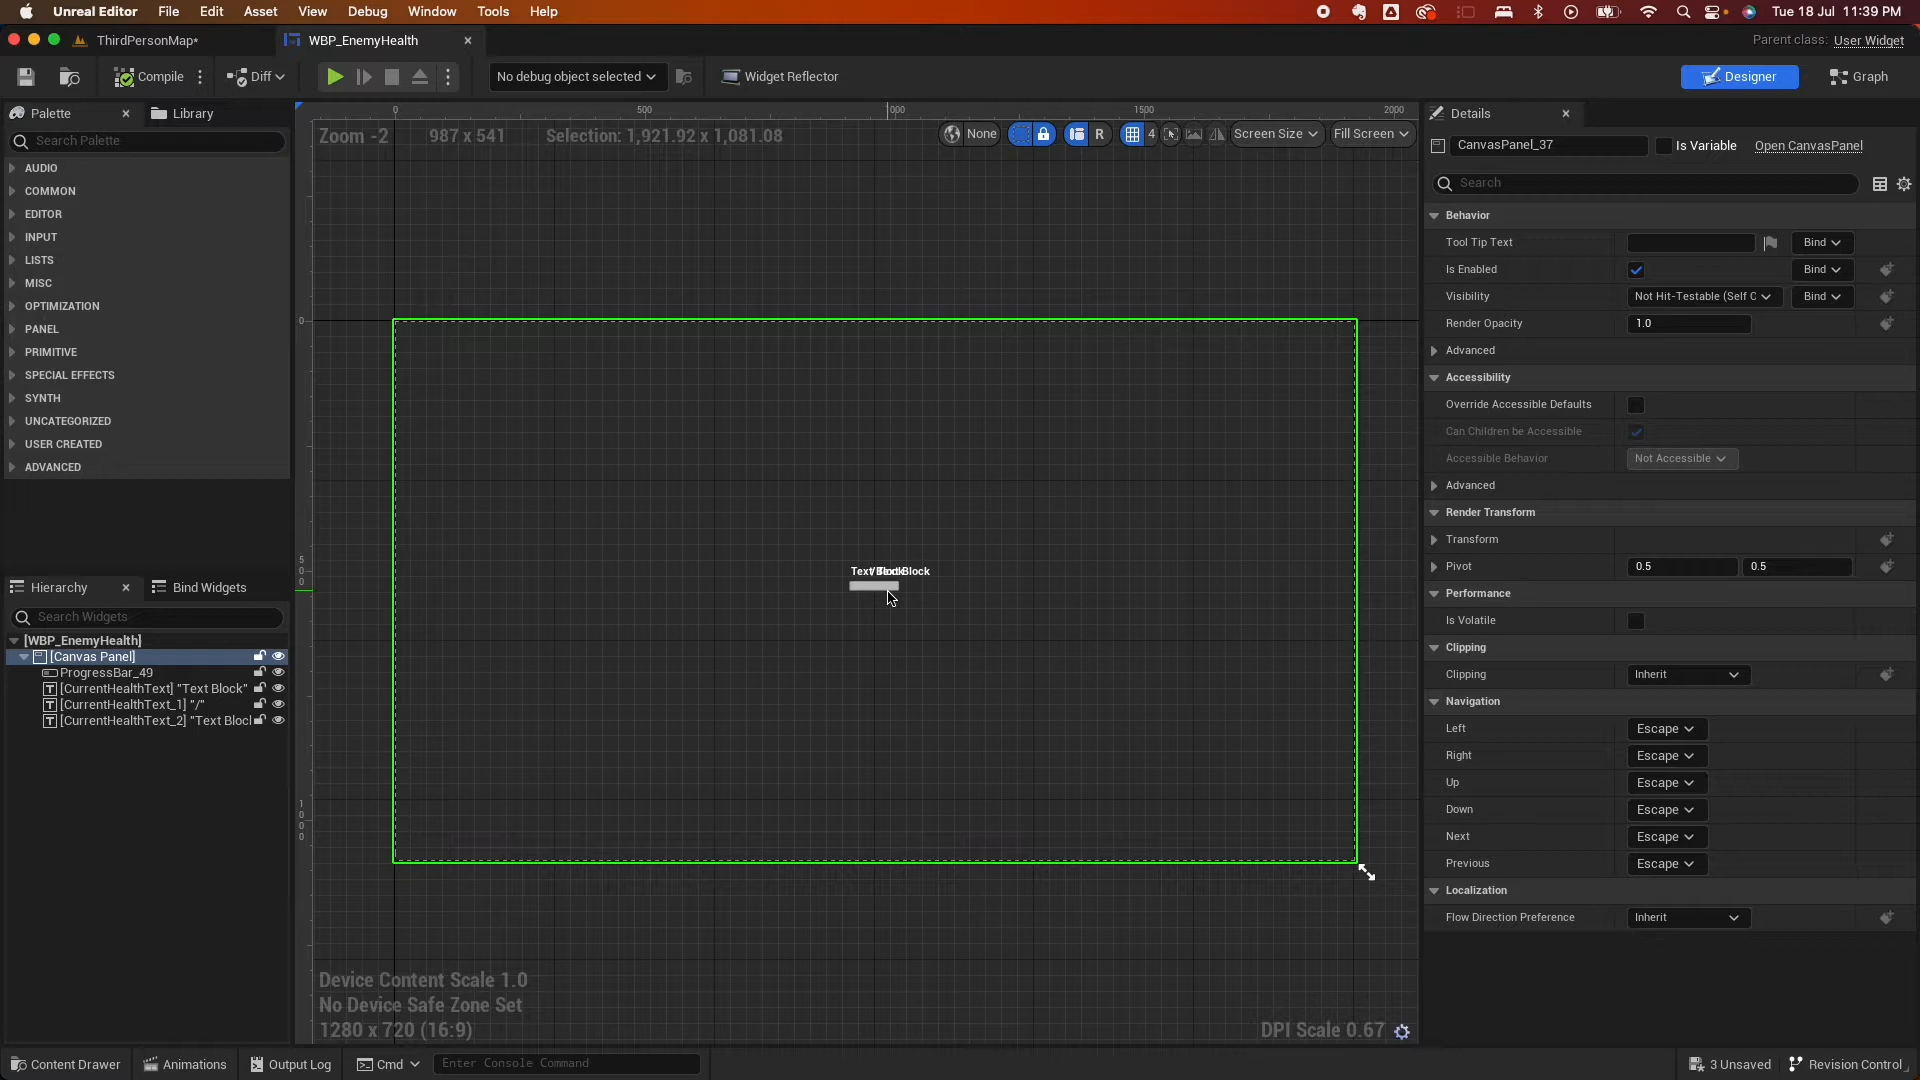 Unreal Editor File Edit Asset View Debug Window Tools Help Tue 18 Jul 11:39 PM
ThirdPersonMap* WBP_EnemyHealth Parent class: User Widget
Compile Diff No debug object selected Widget Reflector Designer Graph
Palette Library
Search Palette
AUDIO
COMMON
EDITOR
INPUT
LISTS
MISC
OPTIMIZATION
PANEL
PRIMITIVE
SPECIAL EFFECTS
SYNTH
UNCATEGORIZED
USER CREATED
ADVANCED
Hierarchy Bind Widgets
Search Widgets
[WBP_EnemyHealth]
[Canvas Panel]
ProgressBar_49
[CurrentHealthText] "Text Block"
[CurrentHealthText_1] "/"
[CurrentHealthText_2] "Text Bloc
0 500 1000 1500 2000
Zoom -2 987 x 541 Selection: 1,921.92 x 1,081.08
None R 4 Screen Size Fill Screen
0
500
1000
Device Content Scale 1.0
No Device Safe Zone Set
1280 x 720 (16:9)
DPI Scale 0.67
Details
CanvasPanel_37 Is Variable Open CanvasPanel
Search
Behavior
Tool Tip Text Bind
Is Enabled Bind
Visibility Not Hit-Testable (Self C Bind
Render Opacity 1.0
Advanced
Accessibility
Override Accessible Defaults
Can Children be Accessible
Accessible Behavior Not Accessible
Advanced
Render Transform
Transform
Pivot 0.5 0.5
Performance
Is Volatile
Clipping
Clipping Inherit
Navigation
Left Escape
Right Escape
Up Escape
Down Escape
Next Escape
Previous Escape
Localization
Flow Direction Preference Inherit
Content Drawer Animations Output Log Cmd Enter Console Command 3 Unsaved Revision Control